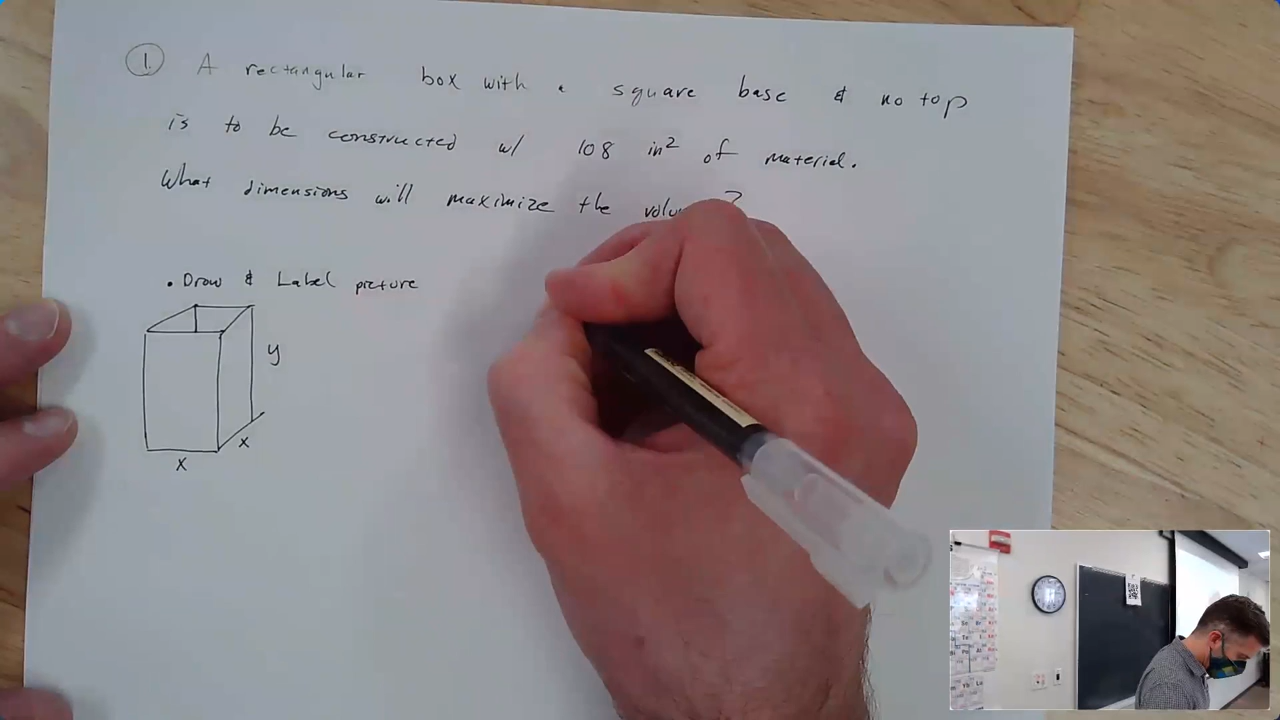 ① A rectangular box with a square base & no top
is to be constructed w/ 108 in² of material.
What dimensions will maximize the ?
• Draw & Label picture
y
x
x